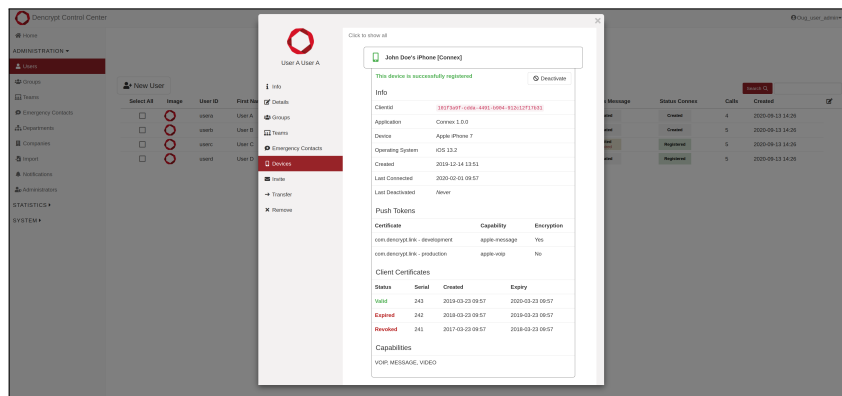 Dencrypt Control Center
Dug_user_admin
Home
ADMINISTRATION
Users
Groups
Teams
Emergency Contacts
Departments
Companies
Import
Notifications
Administrators
STATISTICS
SYSTEM
New User
Search
Select All Image User ID First Na
Message Status Connex Calls Created
usera User A Created 4 2020-09-13 14:26
userb User B Created 5 2020-09-13 14:26
userc User C Registered 5 2020-09-13 14:26
userd User D Registered 5 2020-09-13 14:26
User A User A
Info
Details
Groups
Teams
Emergency Contacts
Devices
Invite
Transfer
Remove
×
Click to show all
John Doe's iPhone [Connex]
This device is successfully registered
Deactivate
Info
ClientId
Application Connex 1.0.0
Device Apple iPhone 7
Operating System iOS 13.2
Created 2019-12-14 13:51
Last Connected 2020-02-01 09:57
Last Deactivated Never
Push Tokens
Certificate Capability Encryption
com.dencrypt.link - development apple-message Yes
com.dencrypt.link - production apple-voip No
Client Certificates
Status Serial Created Expiry
Valid 243 2019-03-23 09:57 2020-03-23 09:57
Expired 242 2018-03-23 09:57 2019-03-23 09:57
Revoked 241 2017-03-23 09:57 2018-03-23 09:57
Capabilities
VOIP, MESSAGE, VIDEO